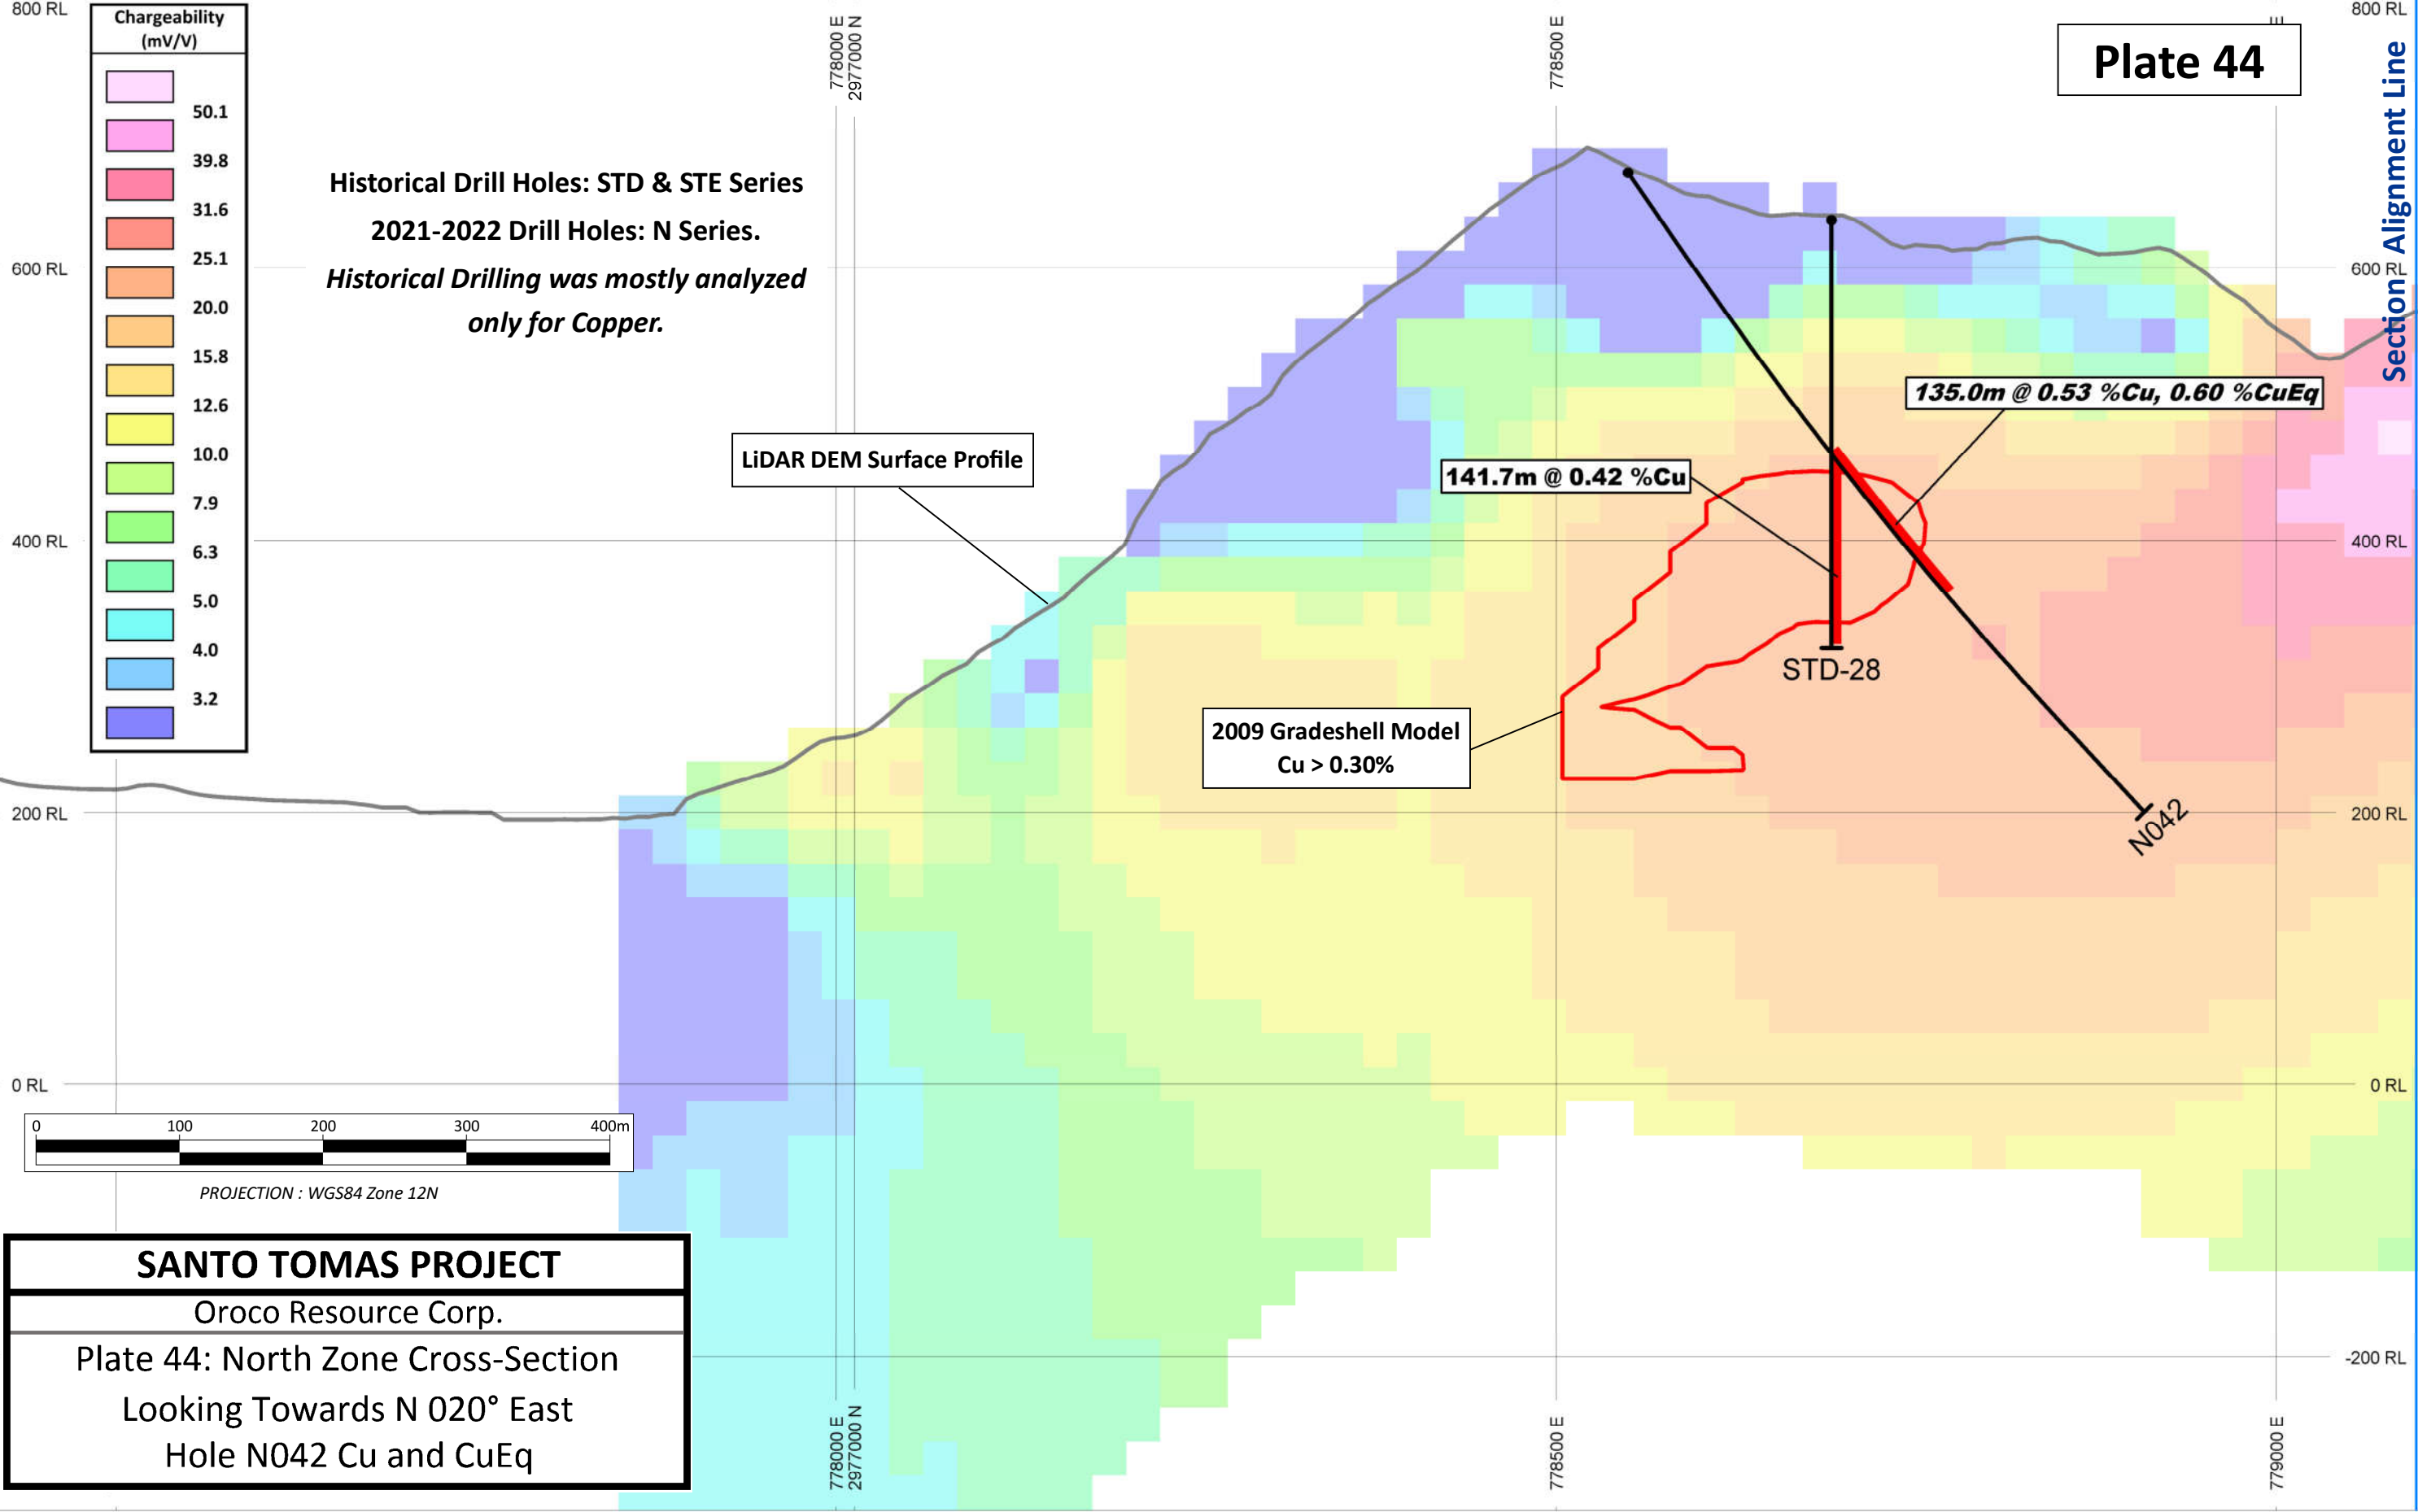 800 RL
Chargeability
(mV/V)
50.1
39.8
31.6
25.1
20.0
15.8
12.6
10.0
7.9
6.3
5.0
4.0
3.2
778000 E
2977000 N
778500 E
E
800 RL
Plate 44
Section Alignment Line
Historical Drill Holes: STD & STE Series
2021-2022 Drill Holes: N Series.
Historical Drilling was mostly analyzed
only for Copper.
600 RL
600 RL
135.0m @ 0.53 %Cu, 0.60 %CuEq
LiDAR DEM Surface Profile
141.7m @ 0.42 %Cu
400 RL
400 RL
STD-28
2009 Gradeshell Model
Cu > 0.30%
200 RL
200 RL
N042
0 RL
0 RL
0 100 200 300 400m
PROJECTION : WGS84 Zone 12N
SANTO TOMAS PROJECT
Oroco Resource Corp.
Plate 44: North Zone Cross-Section
Looking Towards N 020° East
Hole N042 Cu and CuEq
-200 RL
778000 E
2977000 N
778500 E
779000 E